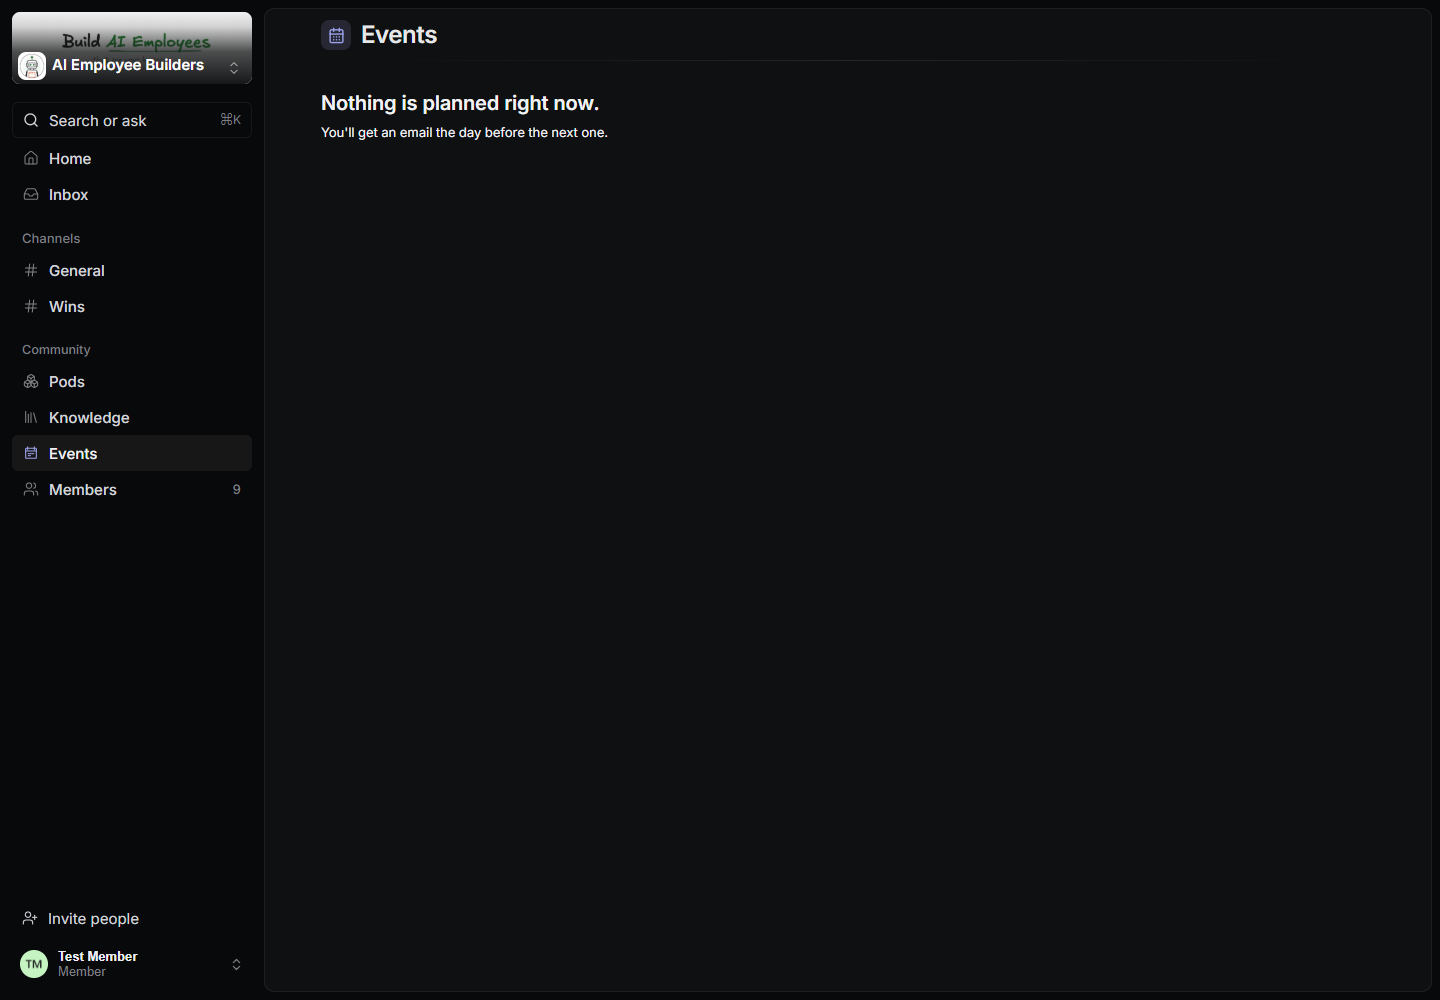 Build AI Employees
AI Employee Builders
Search or ask
⌘K
Home
Inbox
Channels
General
Wins
Community
Pods
Knowledge
Events
Members
9
Invite people
TM
Test Member
Member
Events
Nothing is planned right now.
You'll get an email the day before the next one.